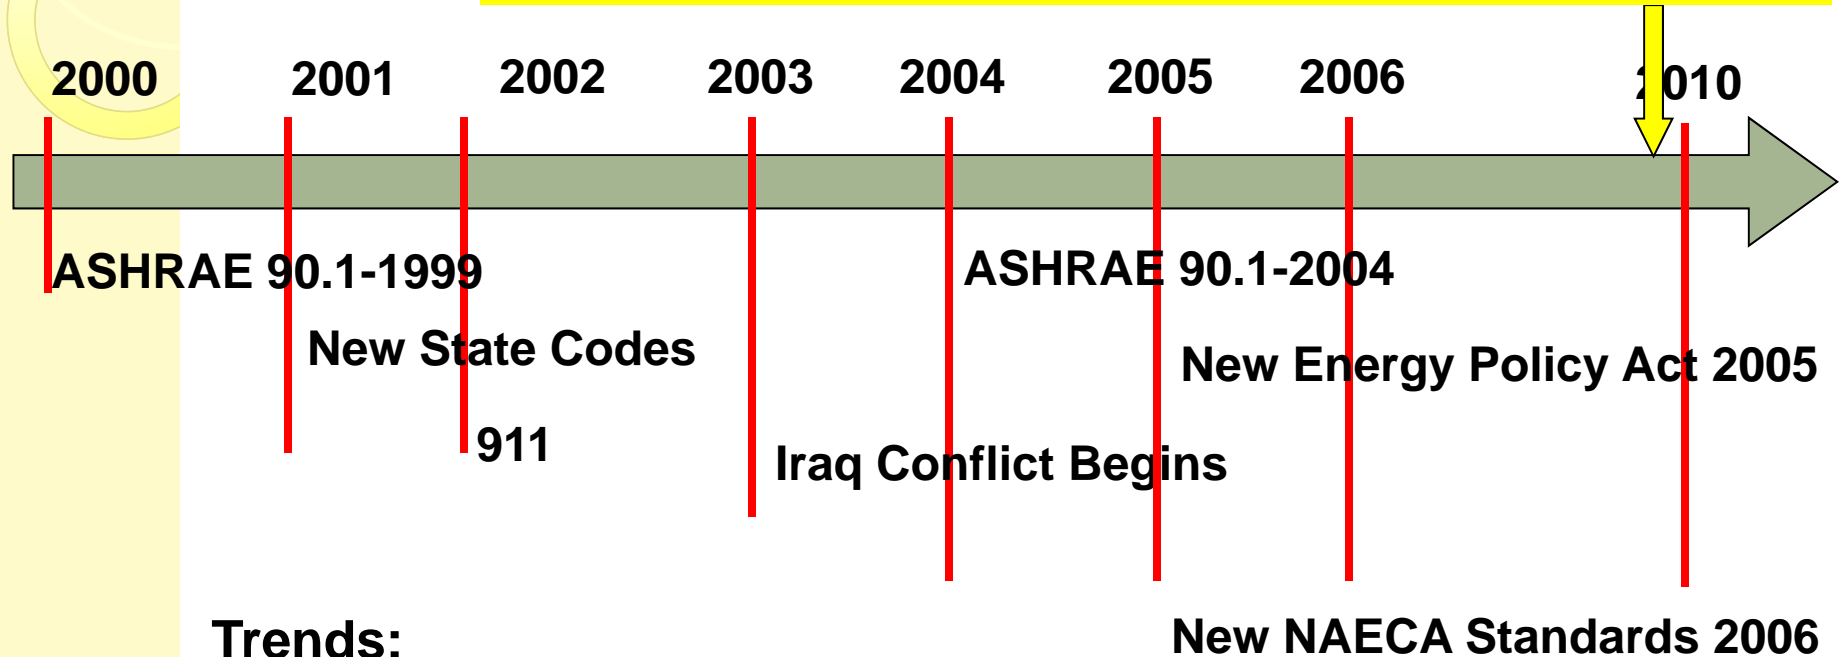 2000 2001 2002 2003 2004 2005 2006 2010
ASHRAE 90.1-1999 ASHRAE 90.1-2004
New State Codes New Energy Policy Act 2005
911 Iraq Conflict Begins
Trends: New NAECA Standards 2006